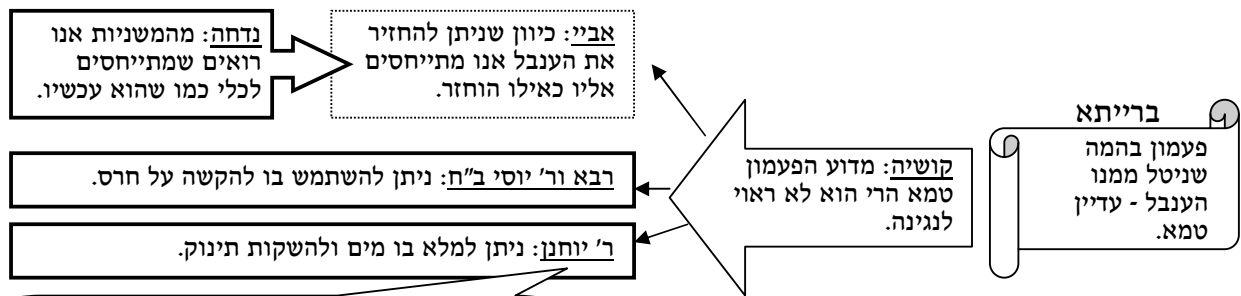 ברייתא
פעמון בהמה
שניטל ממנו
הענבל - עדיין
טמא.
קושיה: מדוע הפעמון
טמא הרי הוא לא ראוי
לנגינה.
אביי: כיוון שניתן להחזיר
את הענבל אנו מתייחסים
אליו כאילו הוחזר.
נדחה: מהמשניות אנו
רואים שמתייחסים
לכלי כמו שהוא עכשיו.
רבא ור' יוסי ב"ח: ניתן להשתמש בו להקשה על חרס.
ר' יוחנן: ניתן למלא בו מים ולהשקות תינוק.